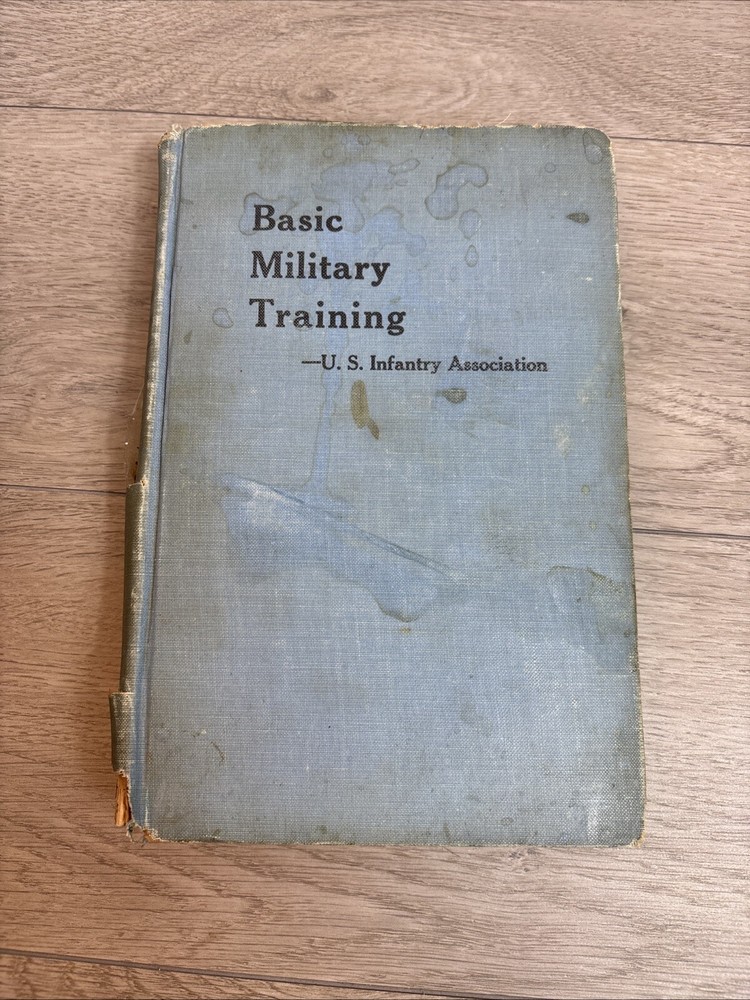 Basic
Military
Training
—U. S. Infantry Association